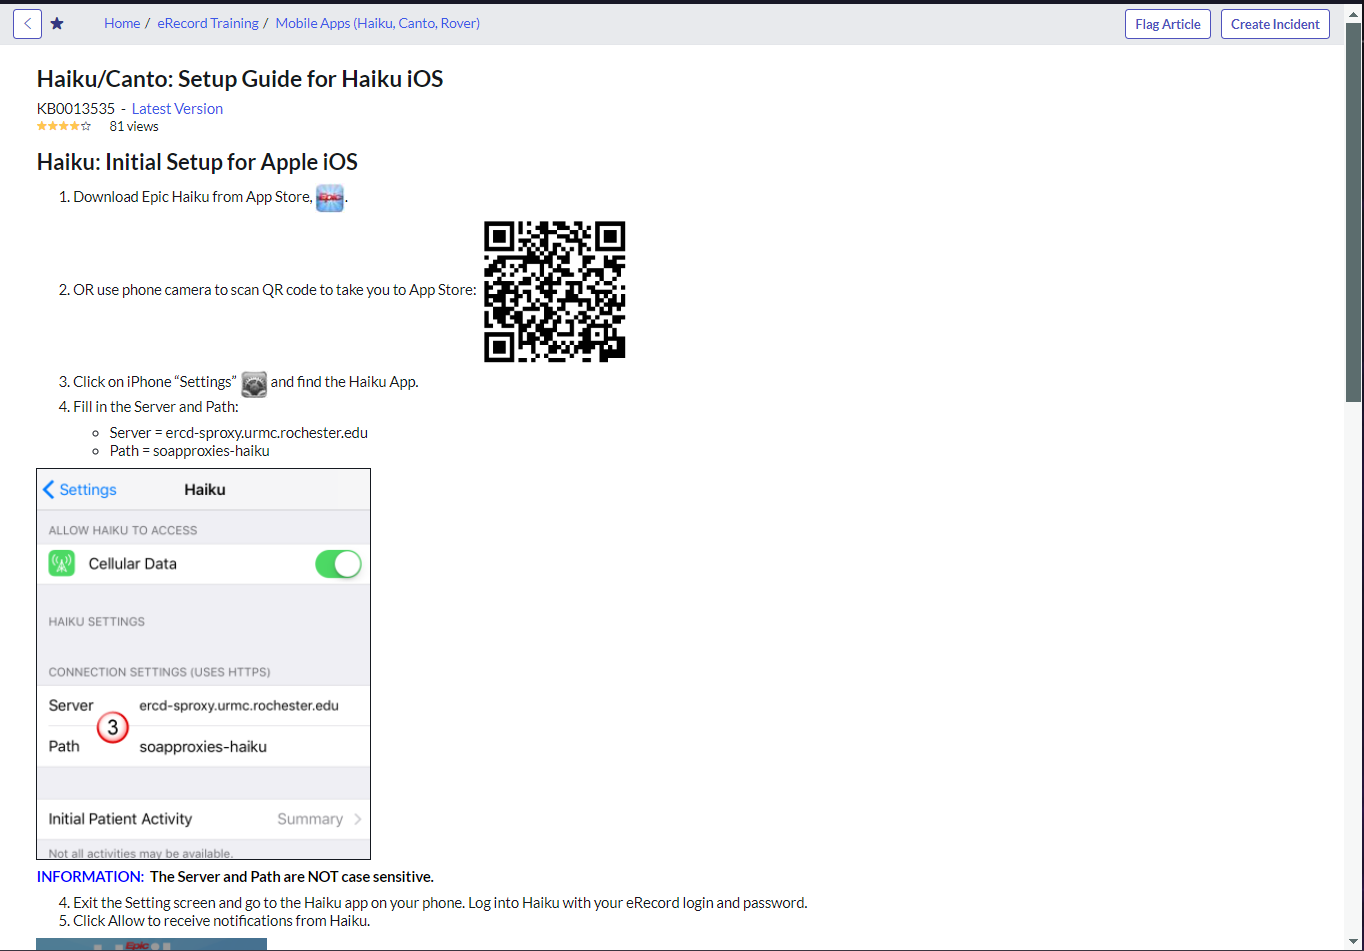 Home / eRecord Training / Mobile Apps (Haiku, Canto, Rover)
Flag Article
Create Incident
Haiku/Canto: Setup Guide for Haiku iOS
KB0013535 - Latest Version
81 views
Haiku: Initial Setup for Apple iOS
1. Download Epic Haiku from App Store, Epic.
2. OR use phone camera to scan QR code to take you to App Store:
3. Click on iPhone “Settings” and find the Haiku App.
4. Fill in the Server and Path:
Server = ercd-sproxy.urmc.rochester.edu
Path = soapproxies-haiku
Settings Haiku
ALLOW HAIKU TO ACCESS
Cellular Data
HAIKU SETTINGS
CONNECTION SETTINGS (USES HTTPS)
Server ercd-sproxy.urmc.rochester.edu
3
Path soapproxies-haiku
Initial Patient Activity Summary
Not all activities may be available.
INFORMATION: The Server and Path are NOT case sensitive.
4. Exit the Setting screen and go to the Haiku app on your phone. Log into Haiku with your eRecord login and password.
5. Click Allow to receive notifications from Haiku.
Epic